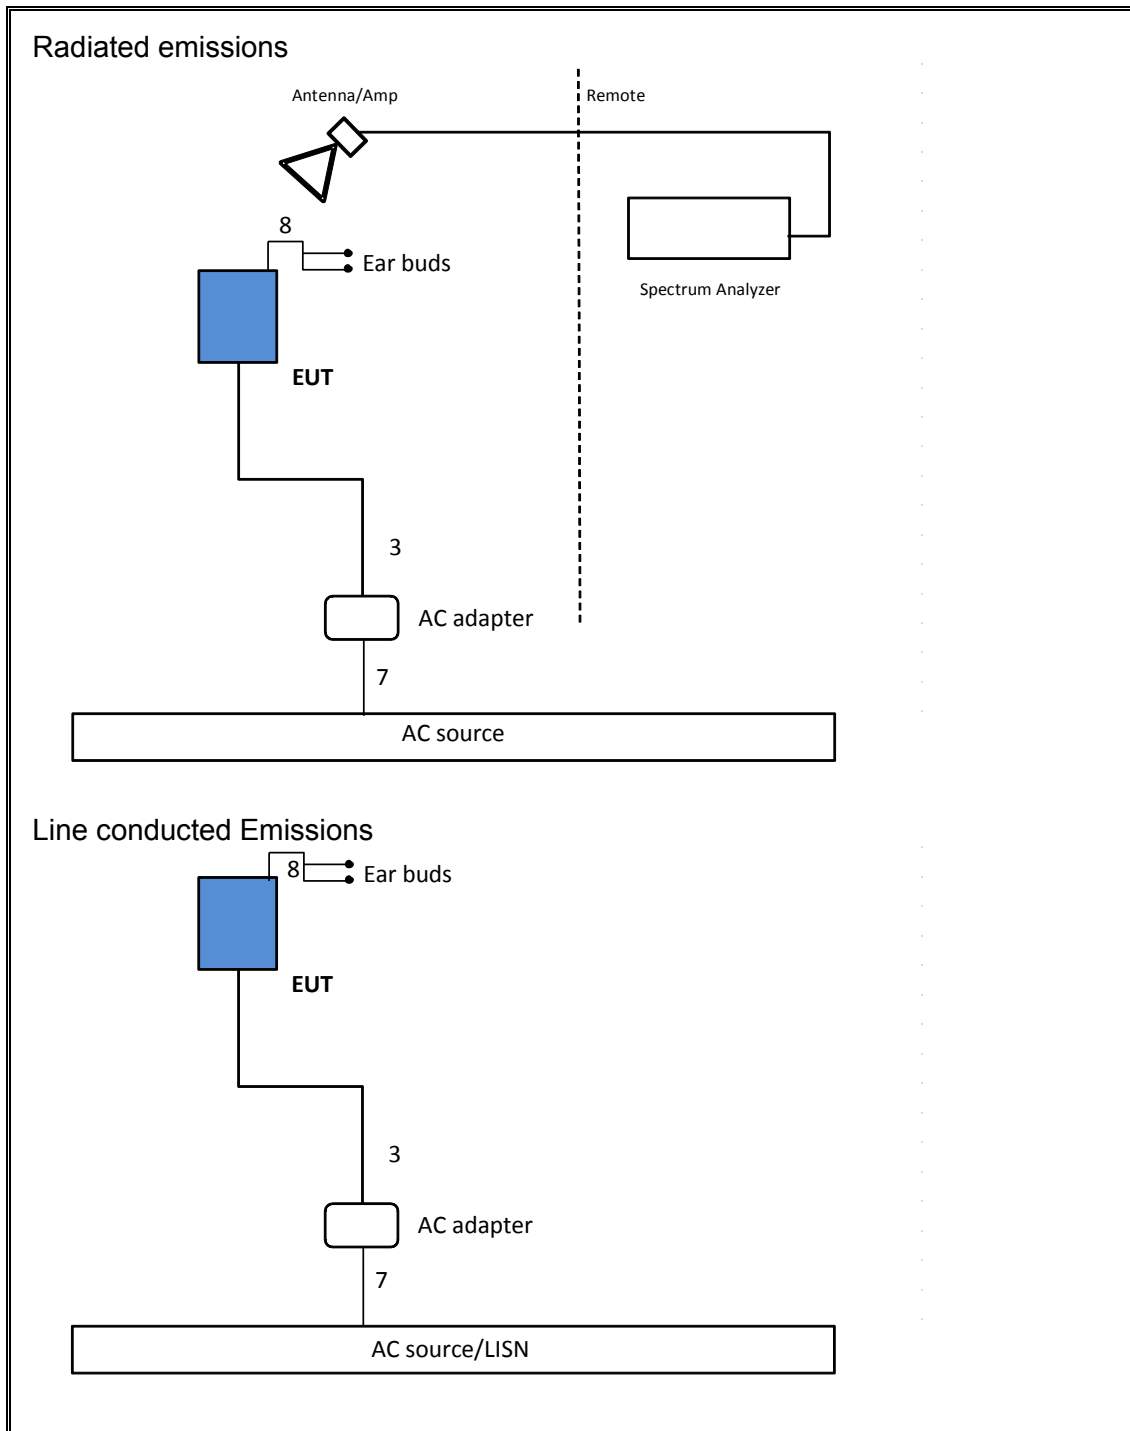 Radiated emissions
Antenna/Amp
Remote
8
Ear buds
Spectrum Analyzer
EUT
3
AC adapter
7
AC source
Line conducted Emissions
8
Ear buds
EUT
3
AC adapter
7
AC source/LISN